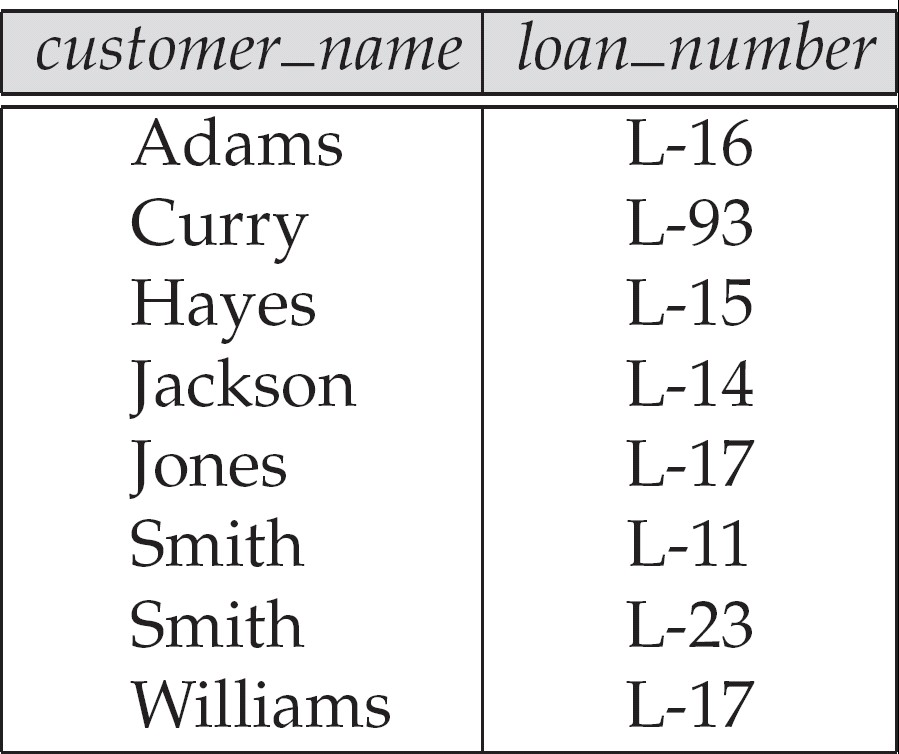 customer_name loan_number
Adams L-16
Curry L-93
Hayes L-15
Jackson L-14
Jones L-17
Smith L-11
Smith L-23
Williams L-17